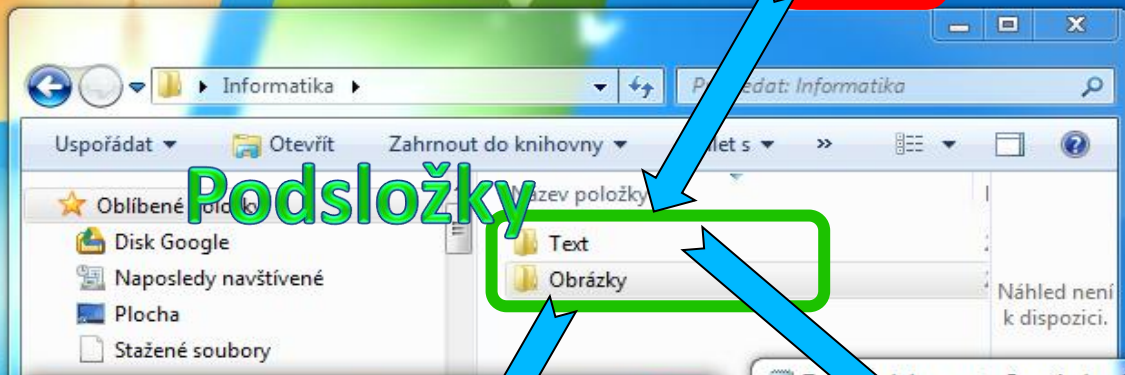 Informatika
Prohledat: Informatika
Uspořádat
Otevřít
Zahrnout do knihovny
let s
»
Podsložky
Oblíbené položky
Název položky
Disk Google
Text
Naposledy navštívené
Obrázky
Plocha
Stažené soubory
Náhled není
k dispozici.